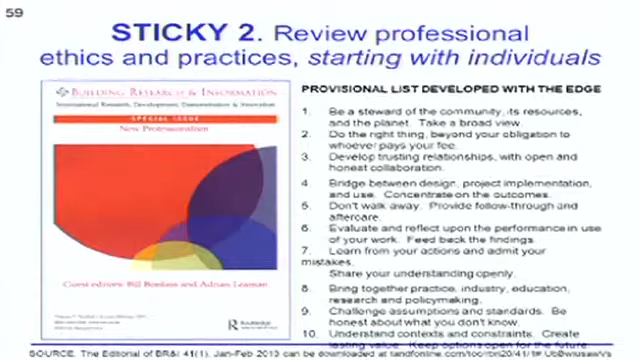 59
STICKY 2. Review professional
ethics and practices, starting with individuals
BUILDING RESEARCH & INFORMATION
International Research, Development, Demonstration & Innovation
SPECIAL ISSUE
New Professionalism
Guest editors: Bill Bordass and Adrian Leaman
Routledge
PROVISIONAL LIST DEVELOPED WITH THE EDGE
1. Be a steward of the community, its resources,
and the planet. Take a broad view.
2. Do the right thing, beyond your obligation to
whoever pays your fee.
3. Develop trusting relationships, with open and
honest collaboration.
4. Bridge between design, project implementation,
and use. Concentrate on the outcomes.
5. Don't walk away. Provide follow-through and
aftercare.
6. Evaluate and reflect upon the performance in use
of your work. Feed back the findings.
7. Learn from your actions and admit your
mistakes.
Share your understanding openly.
8. Bring together practice, industry, education,
research and policymaking.
9. Challenge assumptions and standards. Be
honest about what you don't know.
10. Understand contexts and constraints. Create
lasting value. Keep options open for the future.
SOURCE: The Editorial of BR&I 41(1), Jan-Feb 2013 can be downloaded at